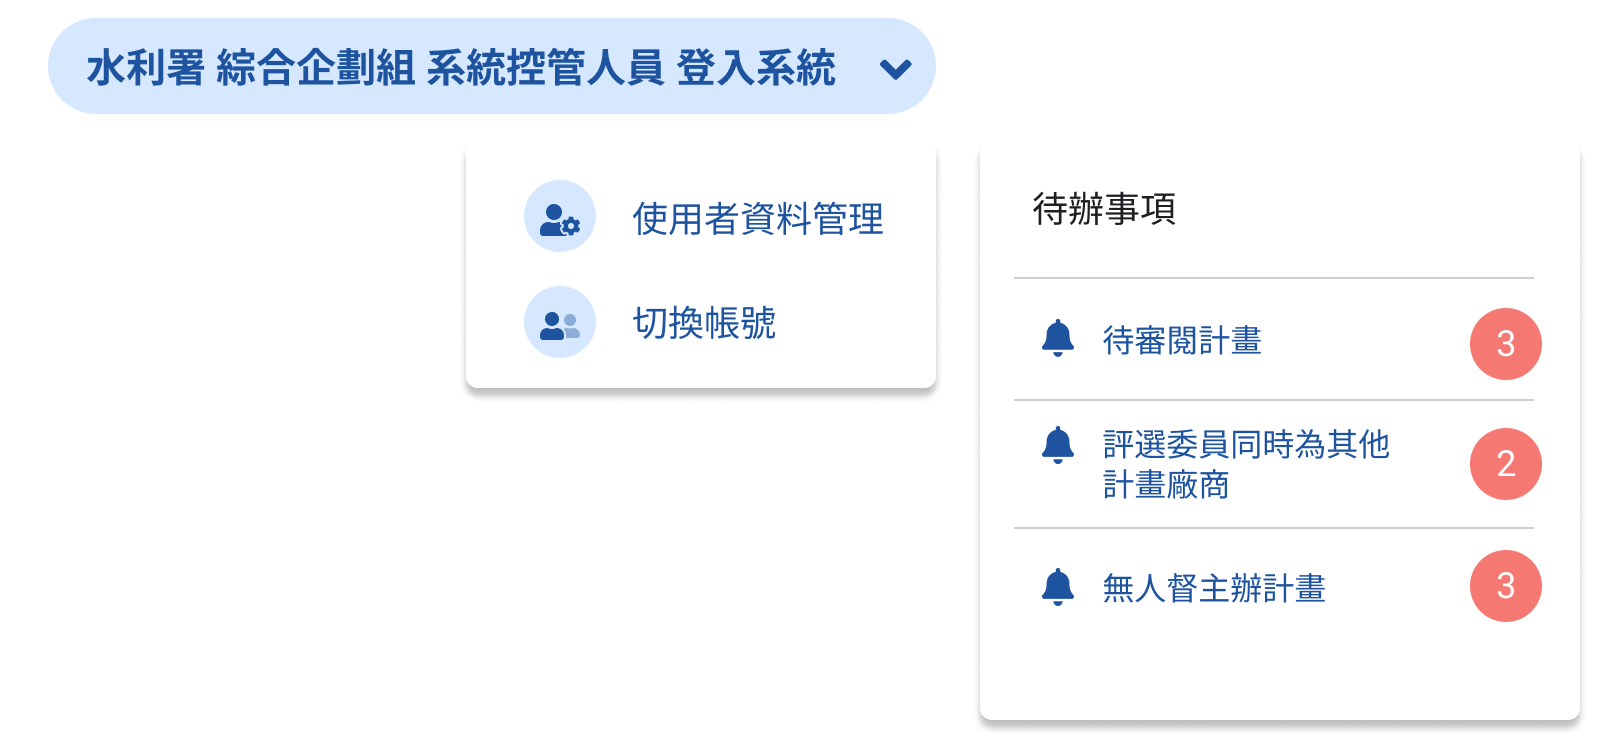 水利署 綜合企劃組 系統控管人員 登入系統
使用者資料管理
切換帳號
待辦事項
待審閱計畫
3
評選委員同時為其他
計畫廠商
2
無人督主辦計畫
3